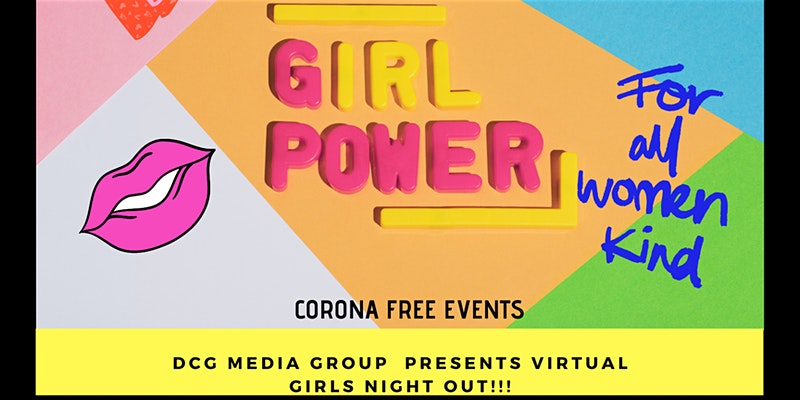 GIRL
POWER
For
all
women
kind
CORONA FREE EVENTS
DCG MEDIA GROUP PRESENTS VIRTUAL
GIRLS NIGHT OUT!!!